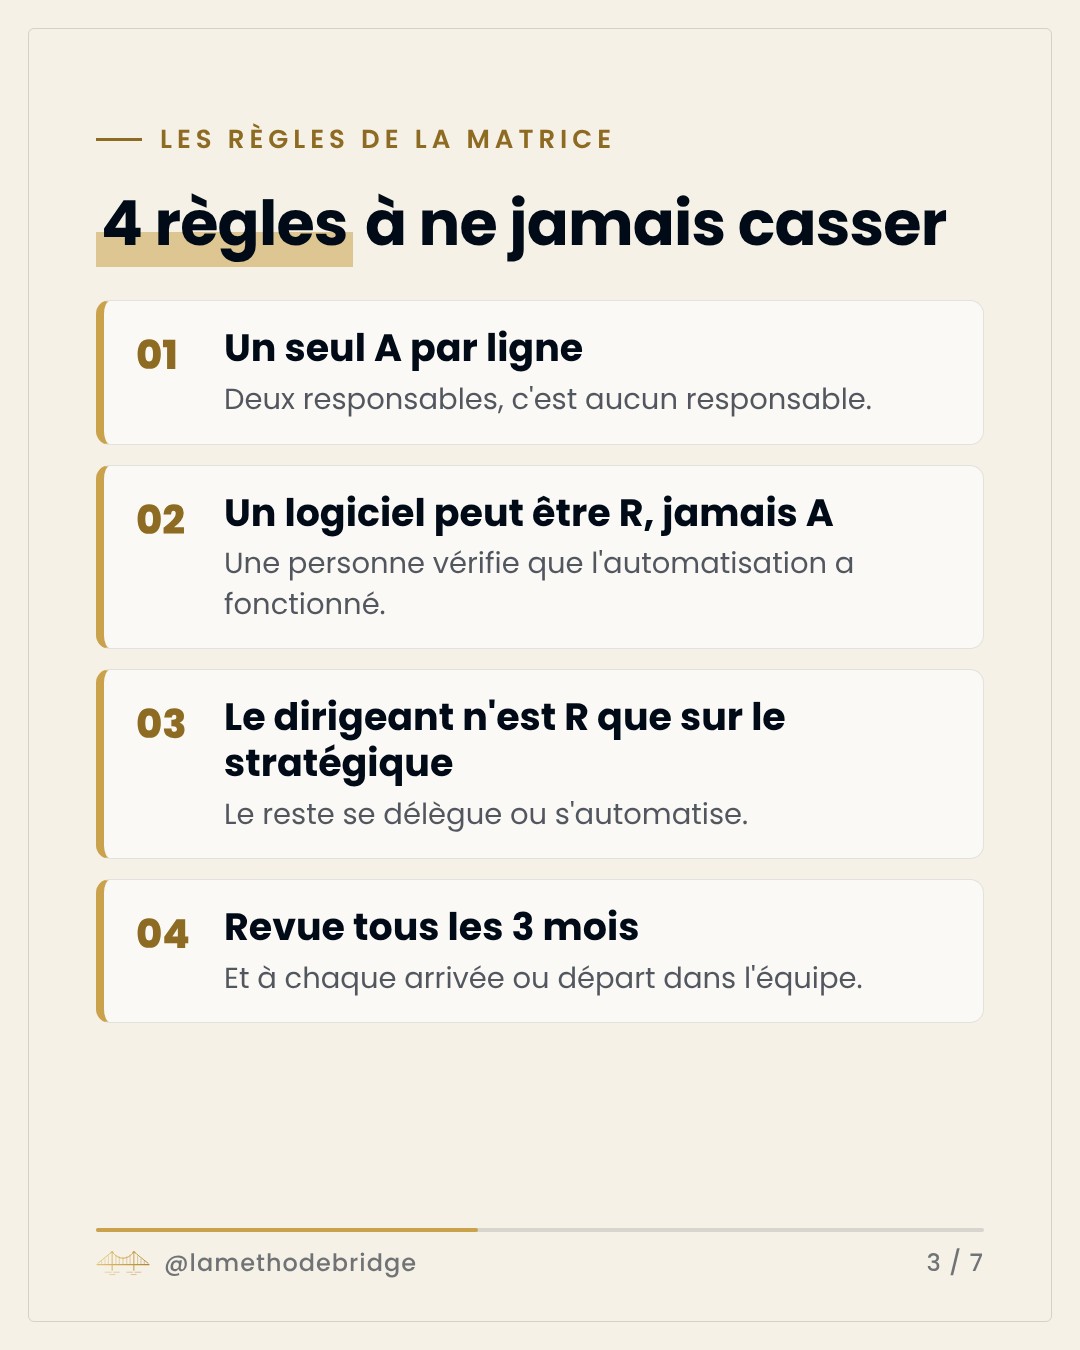 LES RÈGLES DE LA MATRICE
4 règles à ne jamais casser
01
Un seul A par ligne
Deux responsables, c'est aucun responsable.
02
Un logiciel peut être R, jamais A
Une personne vérifie que l'automatisation a
fonctionné.
03
Le dirigeant n'est R que sur le
stratégique
Le reste se délègue ou s'automatise.
04
Revue tous les 3 mois
Et à chaque arrivée ou départ dans l'équipe.
@lamethodebridge
3 / 7